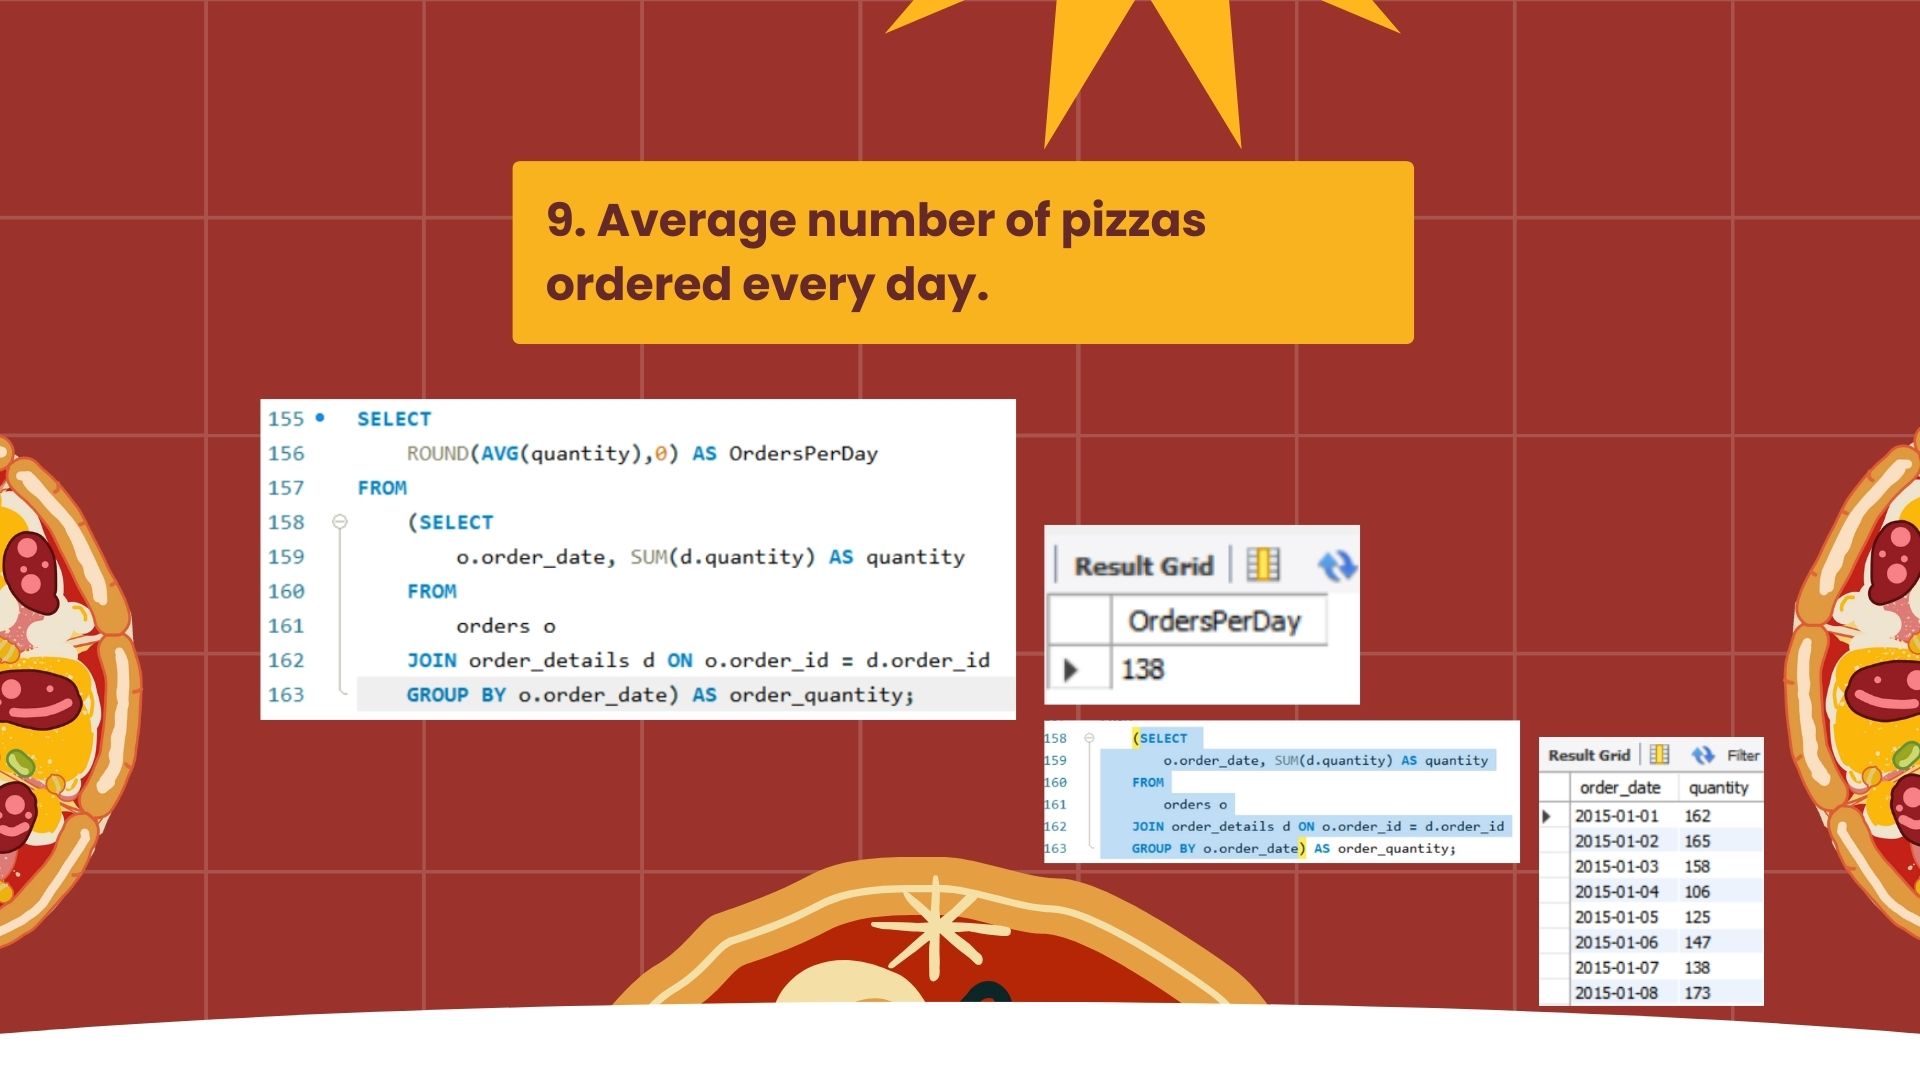 9. Average number of pizzas
ordered every day.
155 SELECT
156 ROUND(AVG(quantity),0) AS OrdersPerDay
157 FROM
158 (SELECT
159 o.order_date, SUM(d.quantity) AS quantity
160 FROM
161 orders o
162 JOIN order_details d ON o.order_id = d.order_id
163 GROUP BY o.order_date) AS order_quantity;
Result Grid
OrdersPerDay
138
158 (SELECT
159 o.order_date, SUM(d.quantity) AS quantity
160 FROM
161 orders o
162 JOIN order_details d ON o.order_id = d.order_id
163 GROUP BY o.order_date) AS order_quantity;
Result Grid Filter
order_date quantity
2015-01-01 162
2015-01-02 165
2015-01-03 158
2015-01-04 106
2015-01-05 125
2015-01-06 147
2015-01-07 138
2015-01-08 173